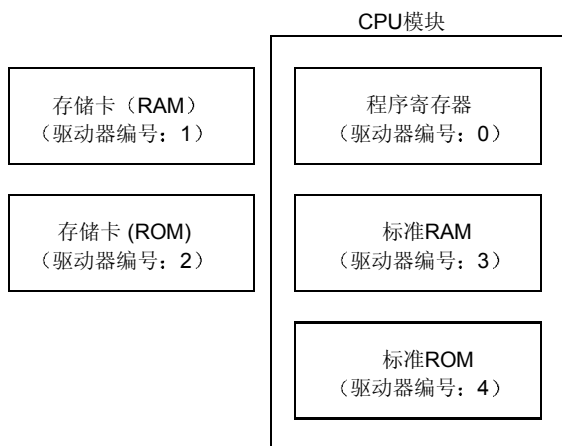 CPU模块
存储卡（RAM）
（驱动器编号：1）
程序寄存器
（驱动器编号：0）
存储卡 (ROM)
（驱动器编号：2）
标准RAM
（驱动器编号：3）
标准ROM
（驱动器编号：4）